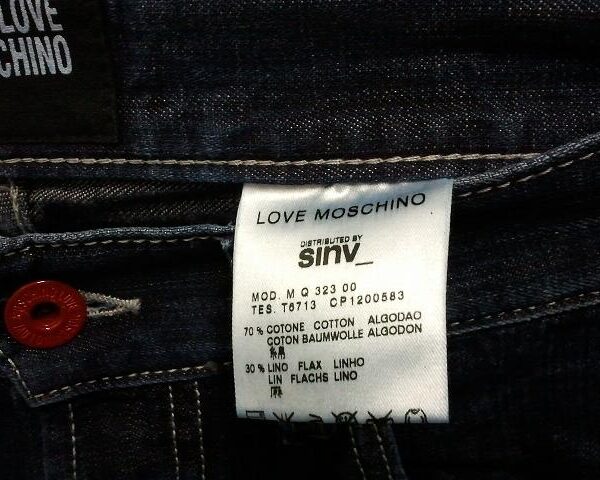 LOVE
SCHINO
LOVE MOSCHINO
DISTRIBUTED BY
sınv_
MOD. M Q 323 00
TES. T6713 CP1200583
70 % COTONE COTTON ALGODAO
COTON BAUMWOLLE ALGODON
30 % LINO FLAX LINHO
LIN FLACHS LINO